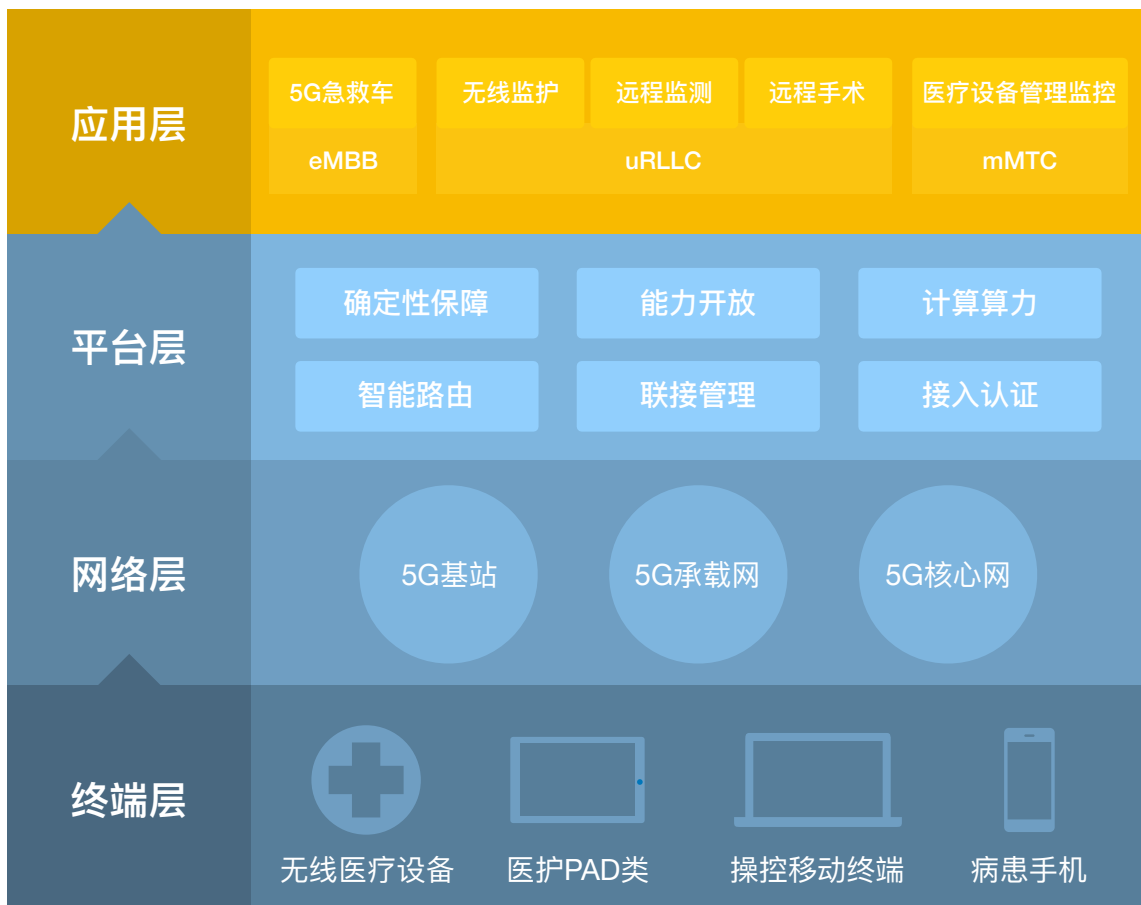 应用层
5G急救车
无线监护
远程监测
远程手术
医疗设备管理监控
eMBB
uRLLC
mMTC
平台层
确定性保障
能力开放
计算算力
智能路由
联接管理
接入认证
网络层
5G基站
5G承载网
5G核心网
终端层
无线医疗设备
医护PAD类
操控移动终端
病患手机